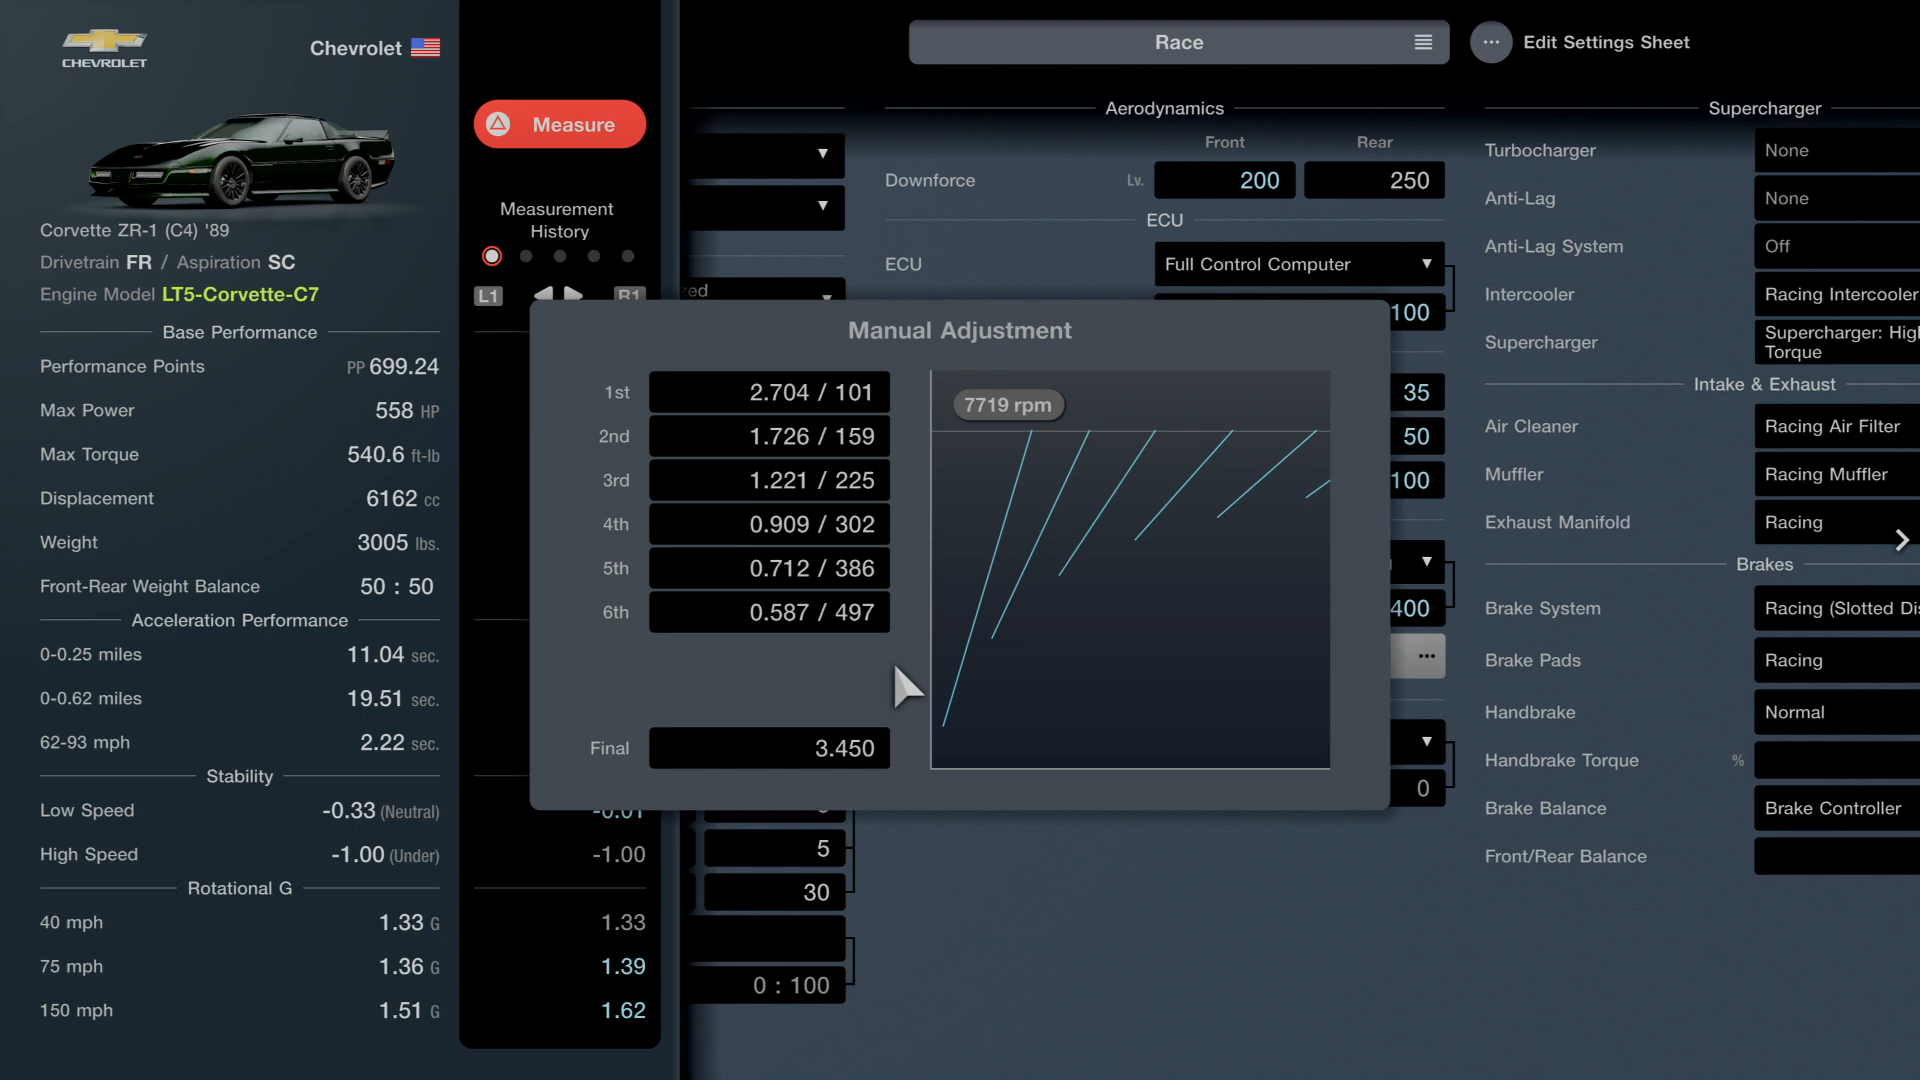 CHEVROLET
Chevrolet
Corvette ZR-1 (C4) '89
Drivetrain FR / Aspiration SC
Engine Model LT5-Corvette-C7
Base Performance
Performance Points PP 699.24
Max Power 558 HP
Max Torque 540.6 ft-lb
Displacement 6162 cc
Weight 3005 lbs.
Front-Rear Weight Balance 50 : 50
Acceleration Performance
0-0.25 miles 11.04 sec.
0-0.62 miles 19.51 sec.
62-93 mph 2.22 sec.
Stability
Low Speed -0.33 (Neutral)
High Speed -1.00 (Under)
Rotational G
40 mph 1.33 G
75 mph 1.36 G
150 mph 1.51 G
Measure
Measurement
History
L1 R1
-0.01
-1.00
1.33
1.39
1.62
Race
Edit Settings Sheet
zed
5
30
0 : 100
Aerodynamics
Front Rear
Downforce Lv. 200 250
ECU
ECU Full Control Computer
100
35
50
100
400
...
0
Manual Adjustment
1st 2.704 / 101
2nd 1.726 / 159
3rd 1.221 / 225
4th 0.909 / 302
5th 0.712 / 386
6th 0.587 / 497
Final 3.450
7719 rpm
Supercharger
Turbocharger None
Anti-Lag None
Anti-Lag System Off
Intercooler Racing Intercooler
Supercharger Supercharger: High
Torque
Intake & Exhaust
Air Cleaner Racing Air Filter
Muffler Racing Muffler
Exhaust Manifold Racing
Brakes
Brake System Racing (Slotted Dis
Brake Pads Racing
Handbrake Normal
Handbrake Torque %
Brake Balance Brake Controller
Front/Rear Balance